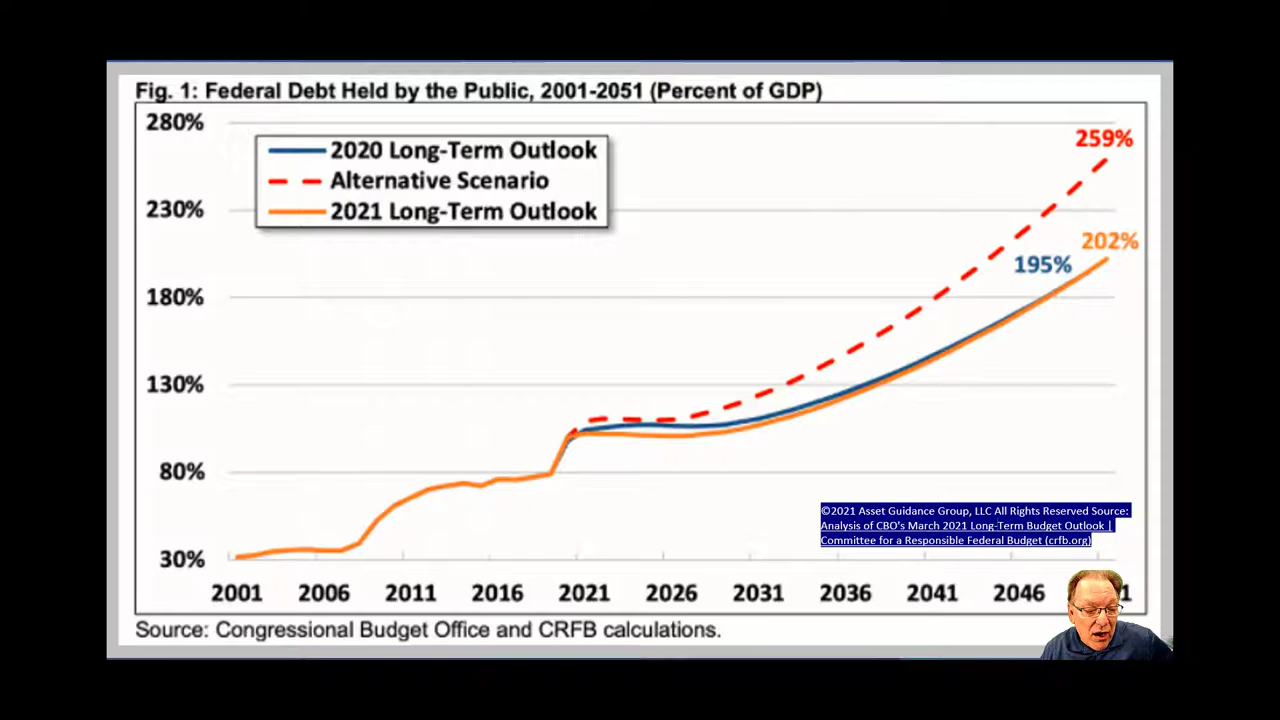 Fig. 1: Federal Debt Held by the Public, 2001-2051 (Percent of GDP)
280%
259%
2020 Long-Term Outlook
Alternative Scenario
2021 Long-Term Outlook
230%
202%
195%
180%
130%
80%
©2021 Asset Guidance Group, LLC All Rights Reserved Source:
Analysis of CBO's March 2021 Long-Term Budget Outlook |
Committee for a Responsible Federal Budget (crfb.org)
30%
2001 2006 2011 2016 2021 2026 2031 2036 2041 2046
Source: Congressional Budget Office and CRFB calculations.